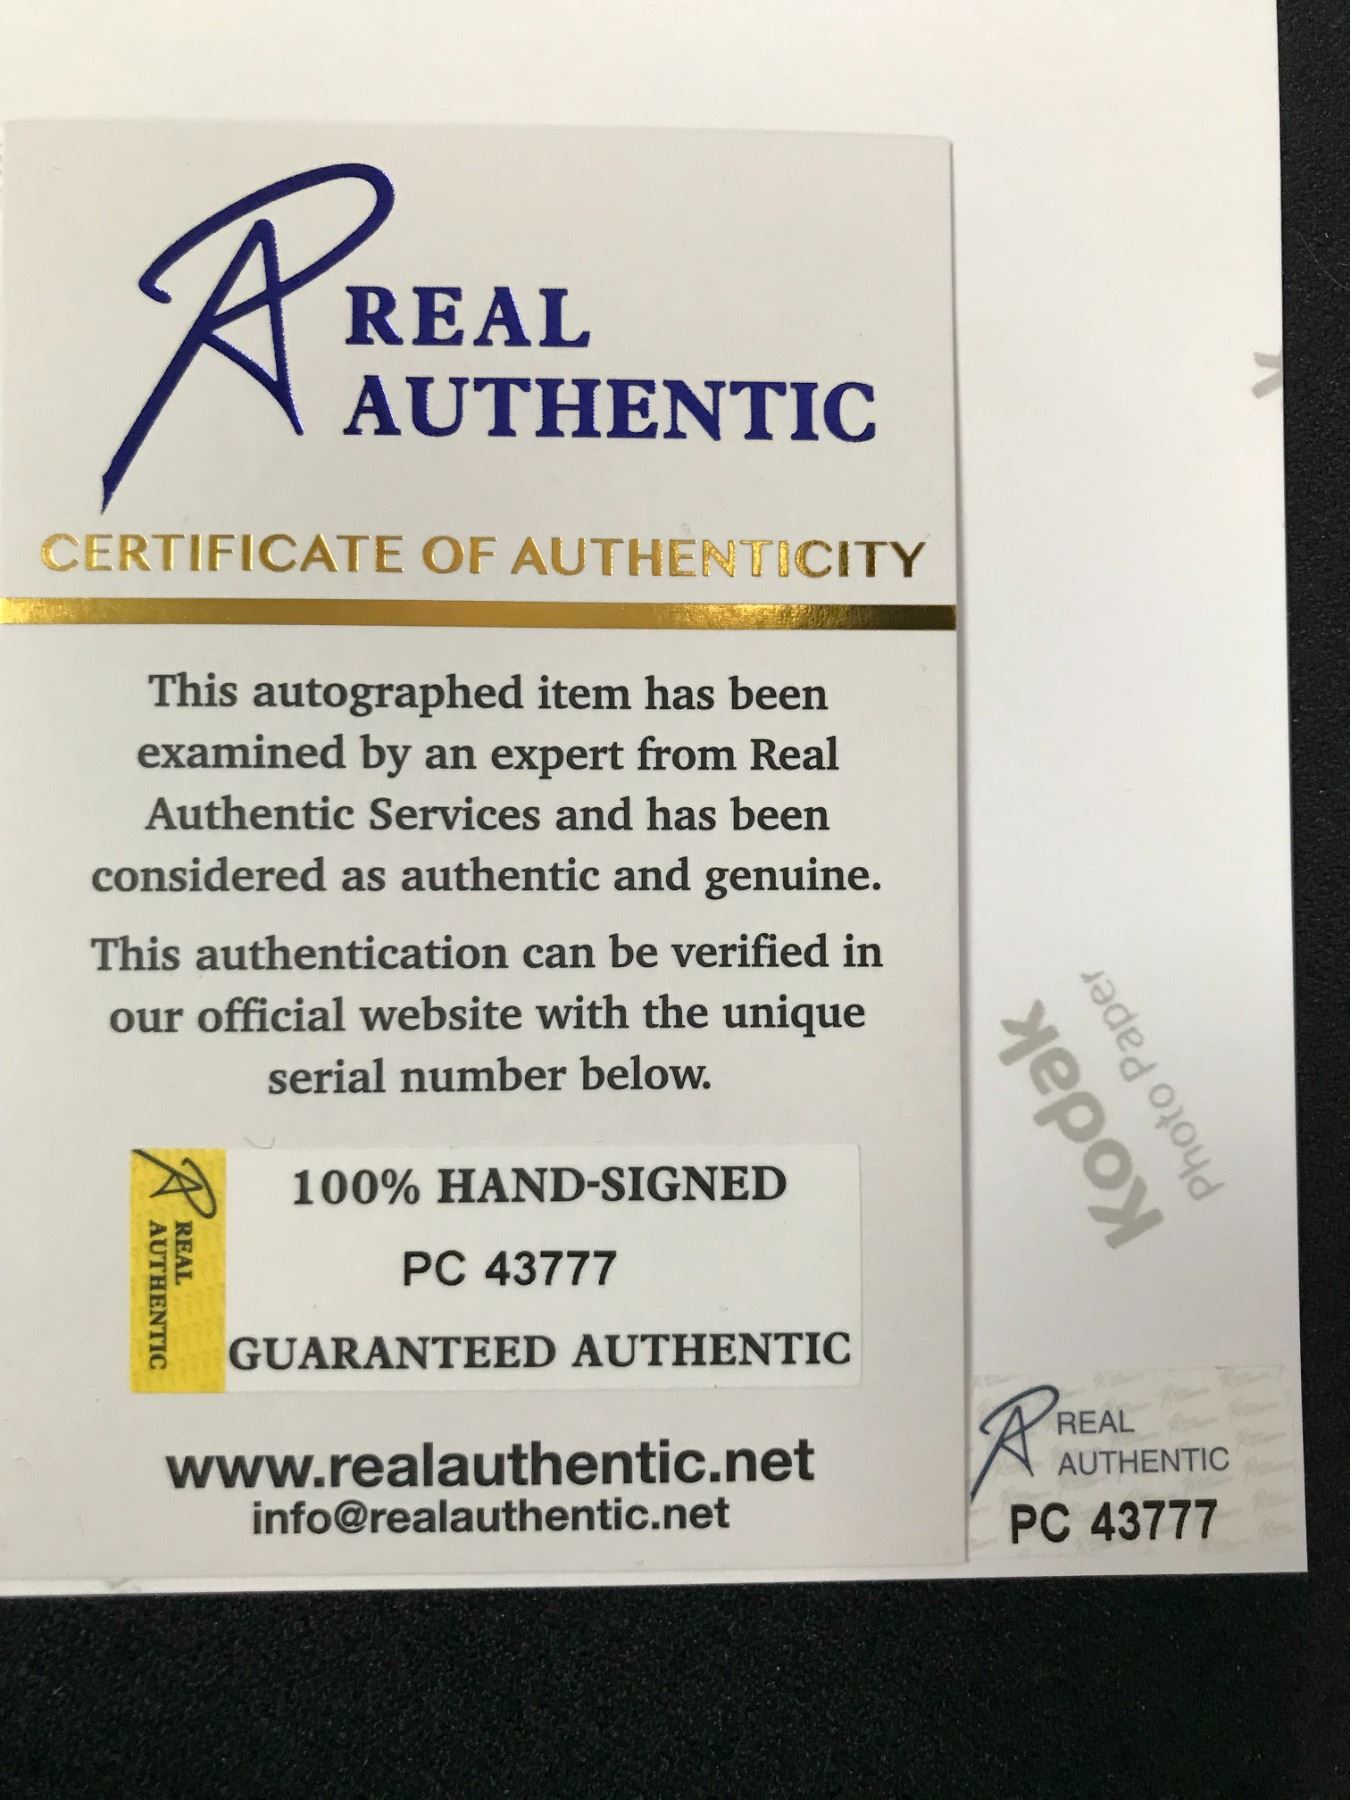 REAL
AUTHENTIC
CERTIFICATE OF AUTHENTICITY
This autographed item has been
examined by an expert from Real
Authentic Services and has been
considered as authentic and genuine.
This authentication can be verified in
our official website with the unique
serial number below.
REAL
AUTHENTIC
100% HAND-SIGNED
PC 43777
GUARANTEED AUTHENTIC
www.realauthentic.net
info@realauthentic.net
Kodak
Photo Paper
REAL
AUTHENTIC
PC 43777